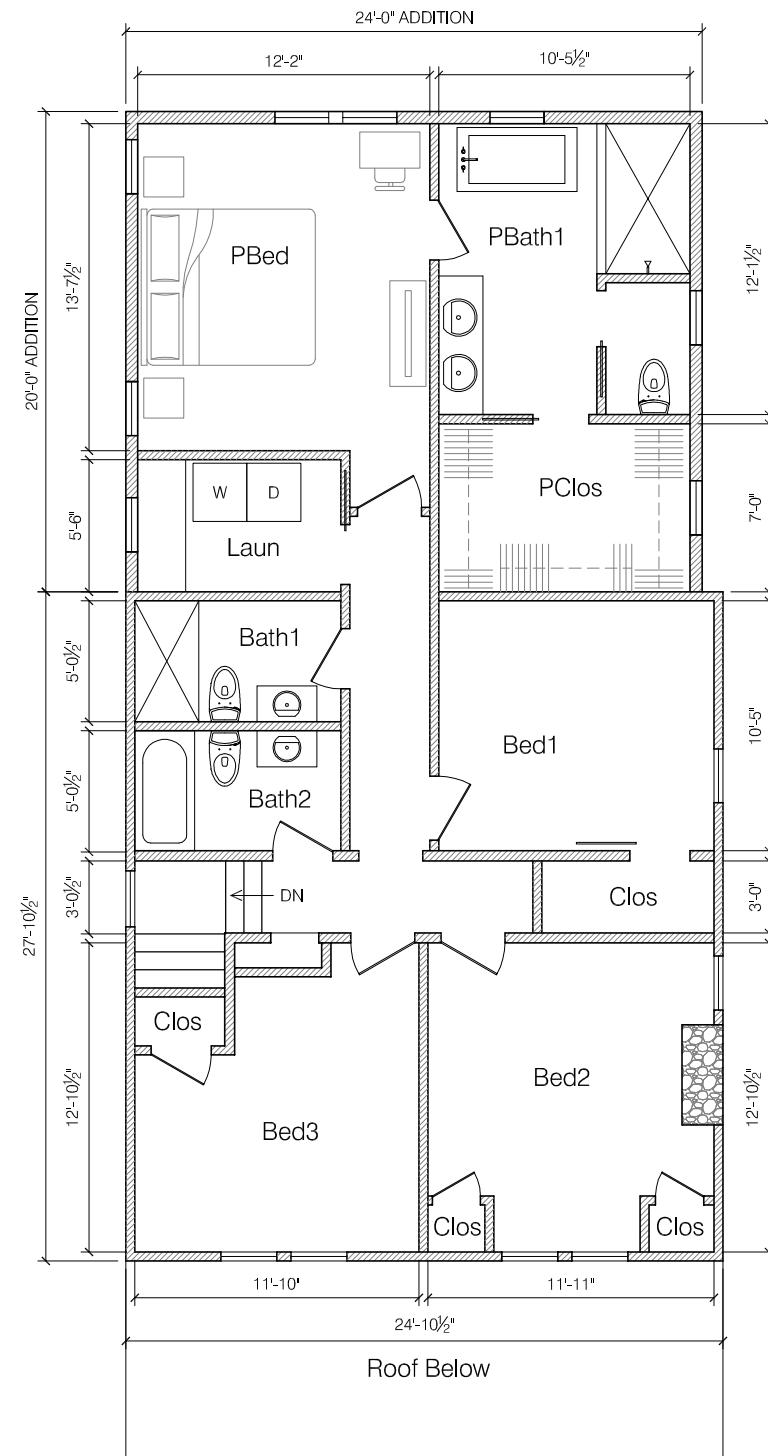 24'-0" ADDITION
12'-2"
10'-5½"
20'-0" ADDITION
13'-7½"
PBed
PBath1
12'-1½"
5'-6"
W
D
Laun
PClos
7'-0"
27'-10½"
5'-0½"
Bath1
Bed1
10'-5"
5'-0½"
Bath2
3'-0½"
DN
Clos
3'-0"
12'-10½"
Clos
Bed3
Bed2
12'-10½"
Clos
Clos
11'-10"
11'-11"
24'-10½"
Roof Below